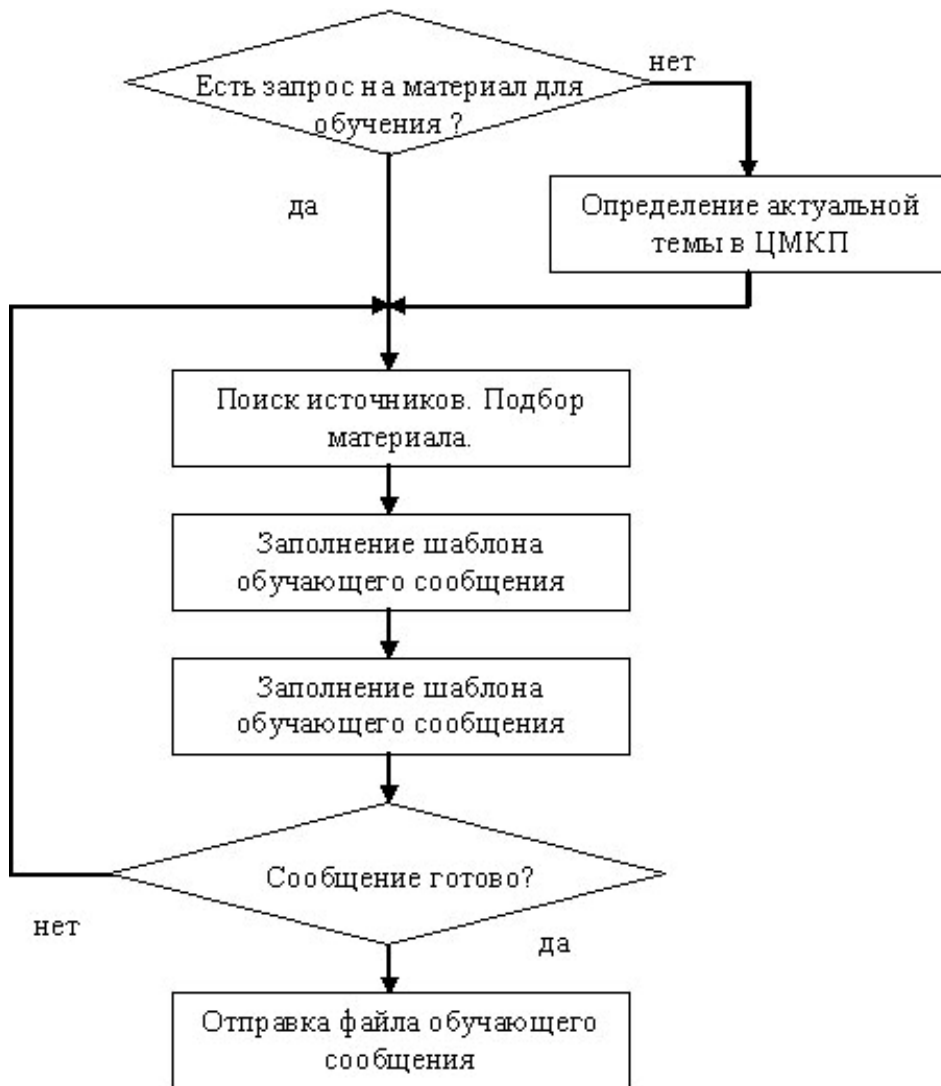 нет
Есть запрос на материал для
обучения ?
да
Определение актуальной
темы в ЦМКП
Поиск источников. Подбор
материала.
Заполнение шаблона
обучающего сообщения
Заполнение шаблона
обучающего сообщения
Сообщение готово?
нет
да
Отправка файла обучающего
сообщения